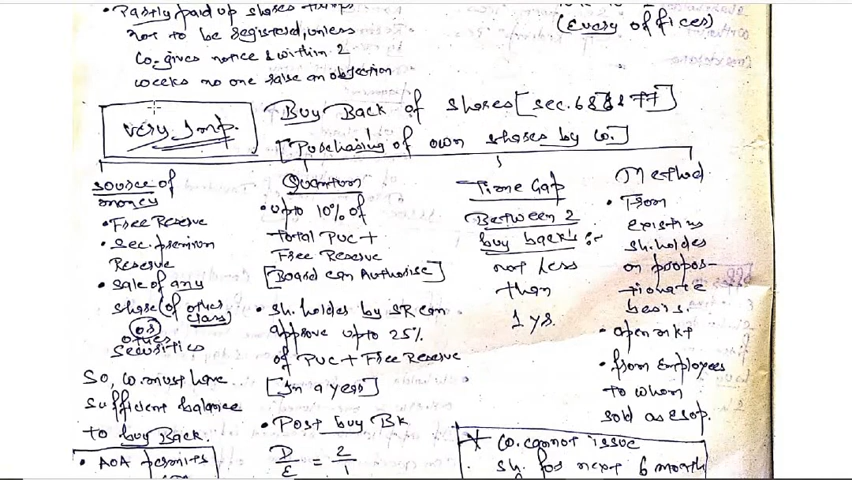 • Partly paid up shares
not to be registered, unless
Co. gives notice & within 2
weeks no one raise an objection
(Every offices)
very Imp.
Buy Back of shares [sec. 68 & 77]
[Purchasing of own shares by Co.]
source of
money
• Free Reserve
• sec. premium
Reserve
• sale of any
share (of other
class)
or
other
securities
So, Co. must have
sufficient balance
to buy Back.
• AOA permits
Quantum
• upto 10% of
total PUC +
Free Reserve
[Board can Authorise]
• sh. holders by SR can
approve upto 25%
of PUC + Free Reserve
[In a year]
• Post buy Bk
D/E = 2/1
Time Gap
Between 2
buy back's :-
not less
than
1 yr.
Method
• From
existing
sh. holder
on propor-
tionate
basis.
• open mkt
• from Employees
to whom
sold as ESOP.
* Co. cannot issue
sh. for next 6 month